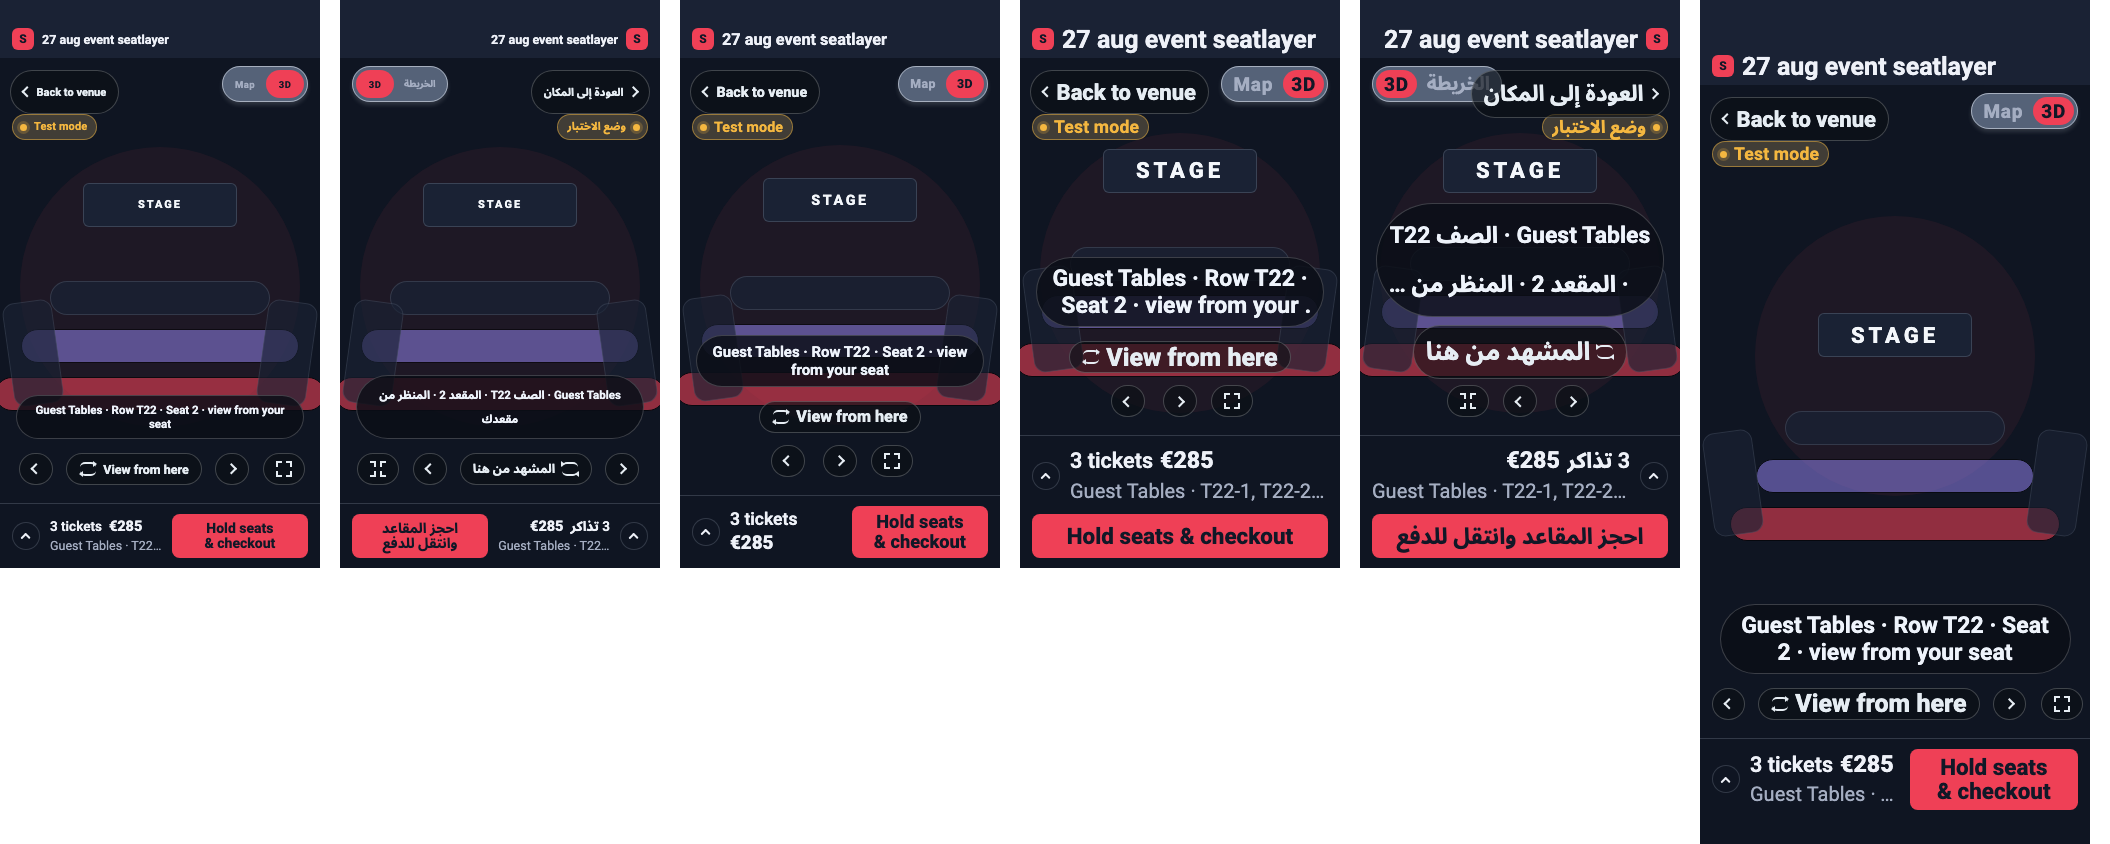 S 27 aug event seatlayer
Back to venue
Map 3D
Test mode
STAGE
Guest Tables · Row T22 · Seat 2 · view from your
seat
View from here
3 tickets €285
Guest Tables · T22...
Hold seats
& checkout
27 aug event seatlayer S
3D الخريطة
العودة إلى المكان
وضع الاختبار
STAGE
Guest Tables · الصف T22 · المقعد 2 · المنظر من
مقعدك
المشهد من هنا
3 تذاكر €285
Guest Tables · T22...
احجز المقاعد
وانتقل للدفع
S 27 aug event seatlayer
Back to venue
Map 3D
Test mode
STAGE
Guest Tables · Row T22 · Seat 2 · view
from your seat
View from here
3 tickets
€285
Hold seats
& checkout
S 27 aug event seatlayer
Back to venue
Map 3D
Test mode
STAGE
Guest Tables · Row T22 ·
Seat 2 · view from your .
View from here
3 tickets €285
Guest Tables · T22-1, T22-2...
Hold seats & checkout
27 aug event seatlayer S
3D الخريطة
العودة إلى المكان
وضع الاختبار
STAGE
Guest Tables · الصف T22
· المقعد 2 · المنظر من ...
المشهد من هنا
3 تذاكر €285
Guest Tables · T22-1, T22-2...
احجز المقاعد وانتقل للدفع
S 27 aug event seatlayer
Back to venue
Map 3D
Test mode
STAGE
Guest Tables · Row T22 · Seat
2 · view from your seat
View from here
3 tickets €285
Guest Tables · ...
Hold seats
& checkout